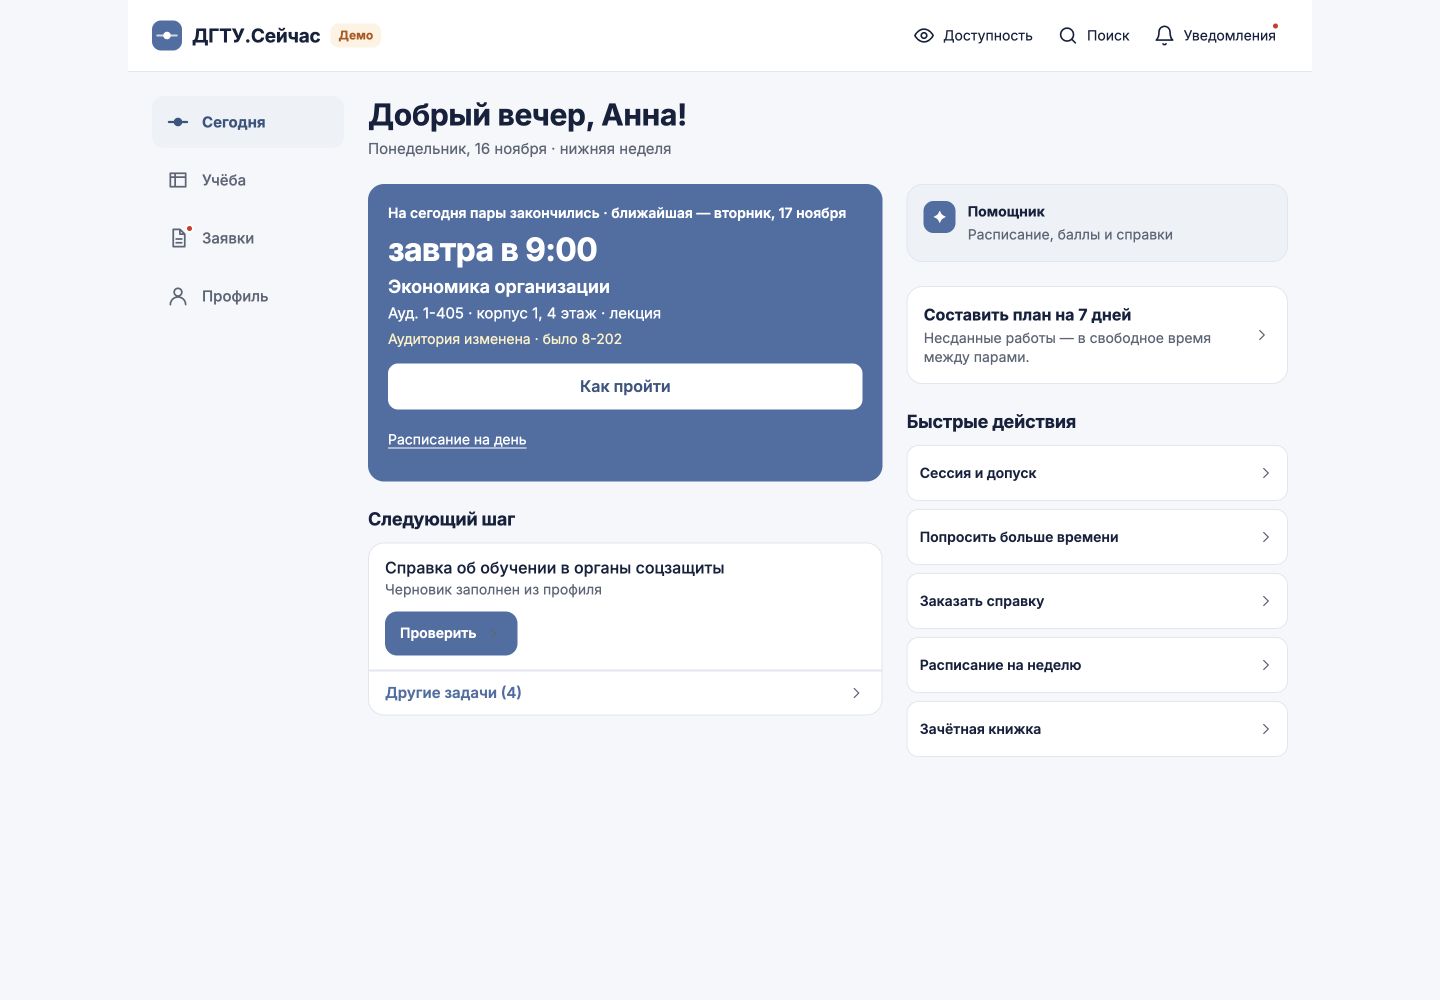 ДГТУ.Сейчас
Демо
Доступность
Поиск
Уведомления
Сегодня
Учёба
Заявки
Профиль
Добрый вечер, Анна!
Понедельник, 16 ноября · нижняя неделя
На сегодня пары закончились · ближайшая — вторник, 17 ноября
завтра в 9:00
Экономика организации
Ауд. 1-405 · корпус 1, 4 этаж · лекция
Аудитория изменена · было 8-202
Как пройти
Расписание на день
Следующий шаг
Справка об обучении в органы соцзащиты
Черновик заполнен из профиля
Проверить
Другие задачи (4)
Помощник
Расписание, баллы и справки
Составить план на 7 дней
Несданные работы — в свободное время
между парами.
Быстрые действия
Сессия и допуск
Попросить больше времени
Заказать справку
Расписание на неделю
Зачётная книжка